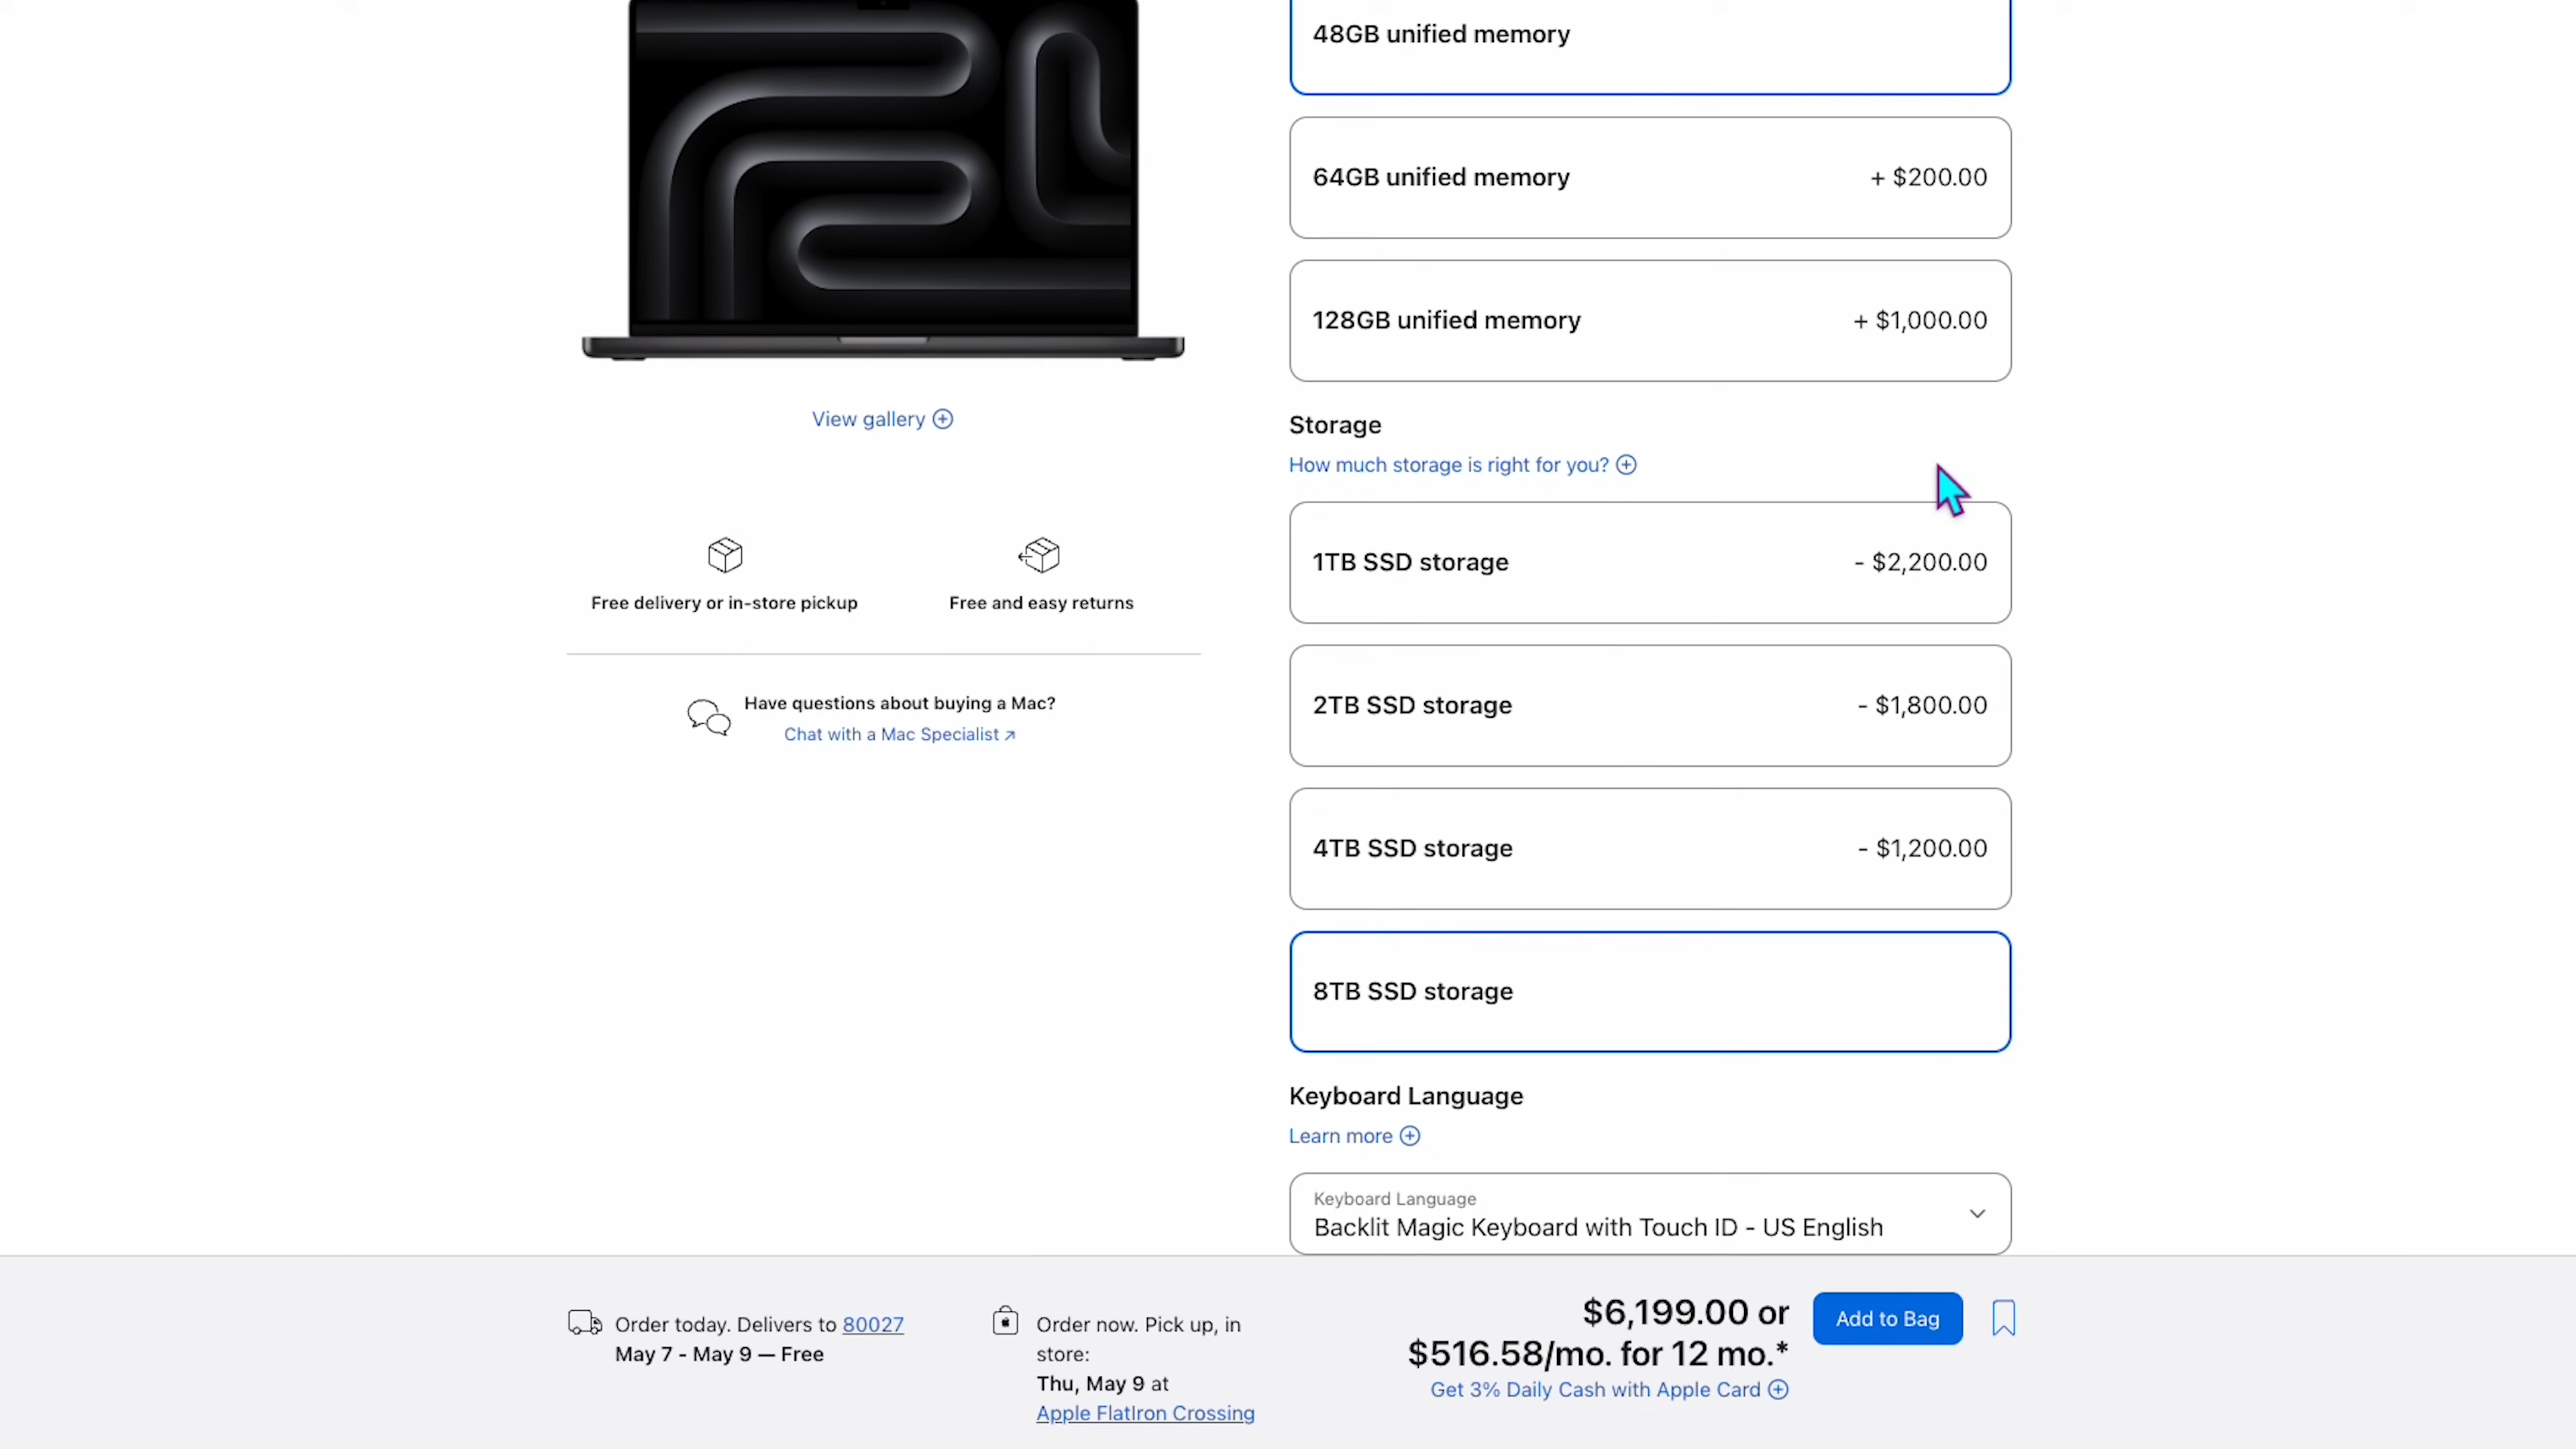 48GB unified memory
64GB unified memory
+ $200.00
128GB unified memory
+ $1,000.00
View gallery
Storage
How much storage is right for you?
1TB SSD storage
- $2,200.00
Free delivery or in-store pickup
Free and easy returns
2TB SSD storage
- $1,800.00
Have questions about buying a Mac?
Chat with a Mac Specialist ↗
4TB SSD storage
- $1,200.00
8TB SSD storage
Keyboard Language
Learn more
Keyboard Language
Backlit Magic Keyboard with Touch ID - US English
Order today. Delivers to 80027
May 7 - May 9 — Free
Order now. Pick up, in
store:
Thu, May 9 at
Apple FlatIron Crossing
$6,199.00 or
$516.58/mo. for 12 mo.*
Get 3% Daily Cash with Apple Card
Add to Bag